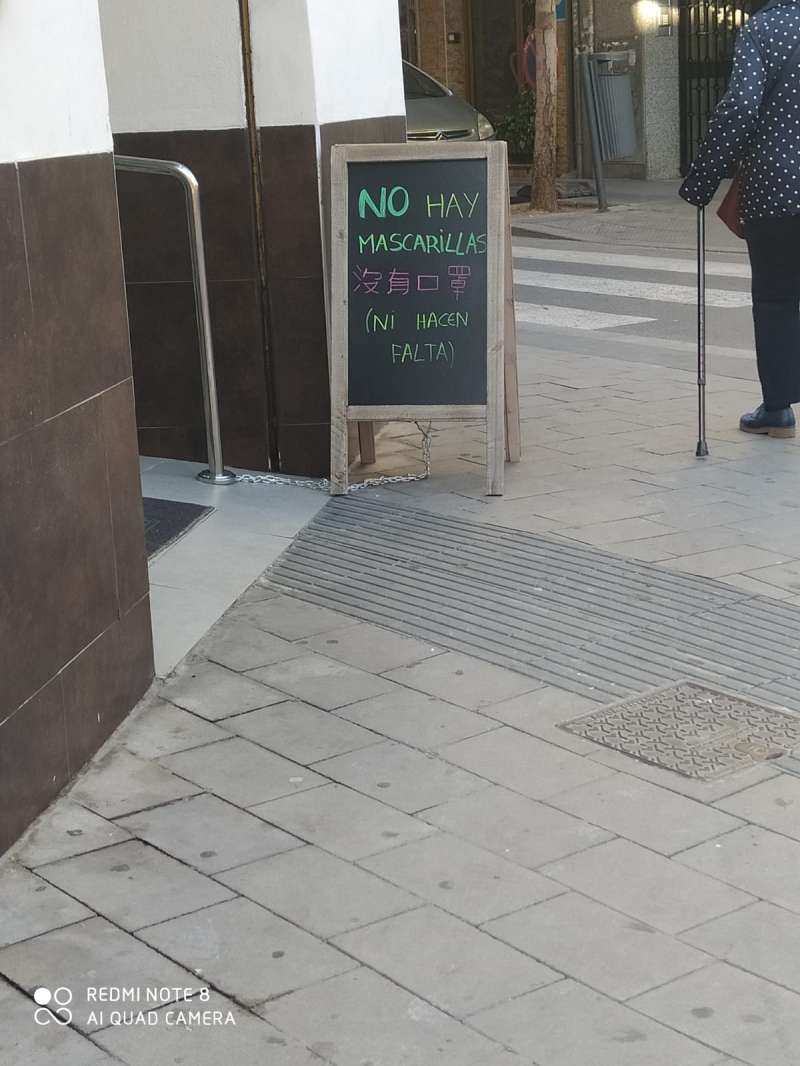 NO HAY
MASCARiLLAS
沒有口罩
(Ni HACEN
FALTA)
REDMI NOTE 8
AI QUAD CAMERA